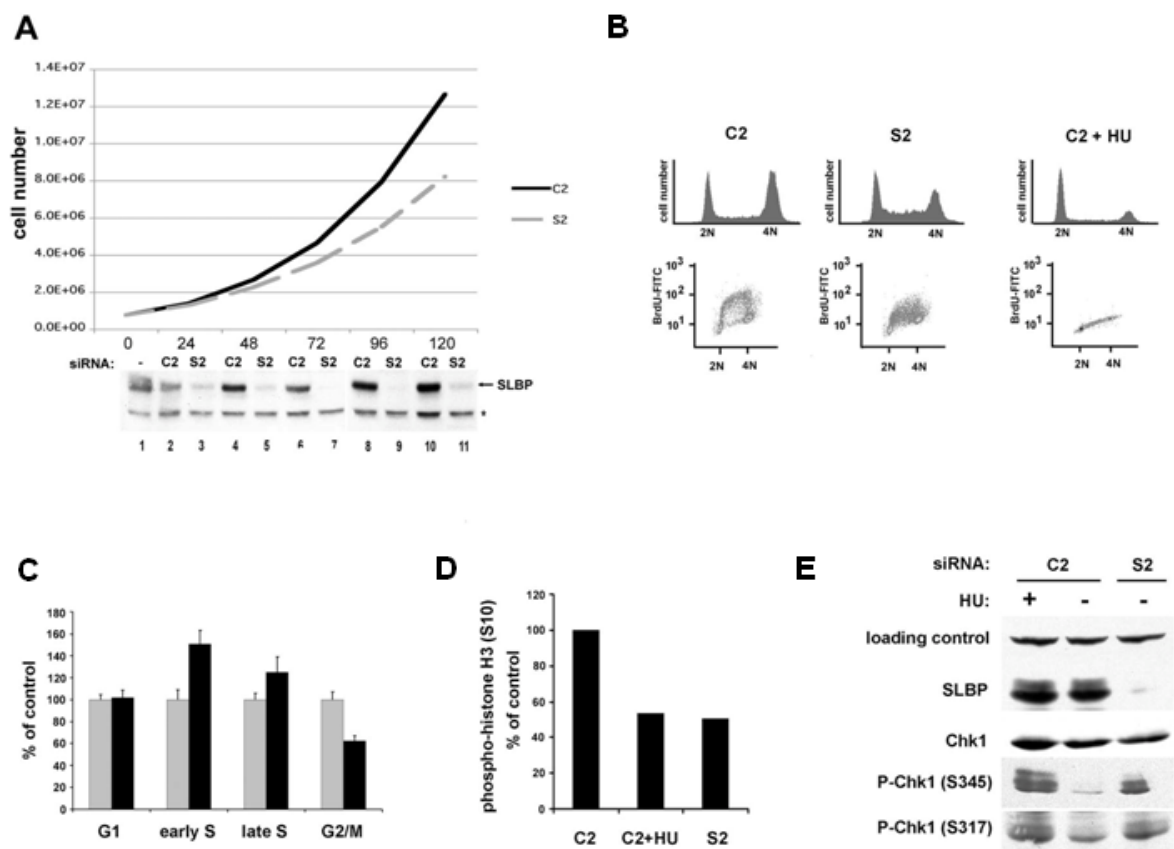 A
1.4E+07
1.2E+07
1.0E+07
8.0E+06
6.0E+06
4.0E+06
2.0E+06
0.0E+00
cell number
C2
S2
0 24 48 72 96 120
siRNA: - C2 S2 C2 S2 C2 S2 C2 S2 C2 S2
SLBP
*
1 2 3 4 5 6 7 8 9 10 11
B
C2 S2 C2 + HU
cell number cell number cell number
2N 4N 2N 4N 2N 4N
BrdU-FITC BrdU-FITC BrdU-FITC
10³ 10³ 10³
10² 10² 10²
10¹ 10¹ 10¹
2N 4N 2N 4N 2N 4N
C
% of control
180
160
140
120
100
80
60
40
20
0
G1 early S late S G2/M
D
phospho-histone H3 (S10)
% of control
120
100
80
60
40
20
0
C2 C2+HU S2
E
siRNA: C2 S2
HU: + - -
loading control
SLBP
Chk1
P-Chk1 (S345)
P-Chk1 (S317)